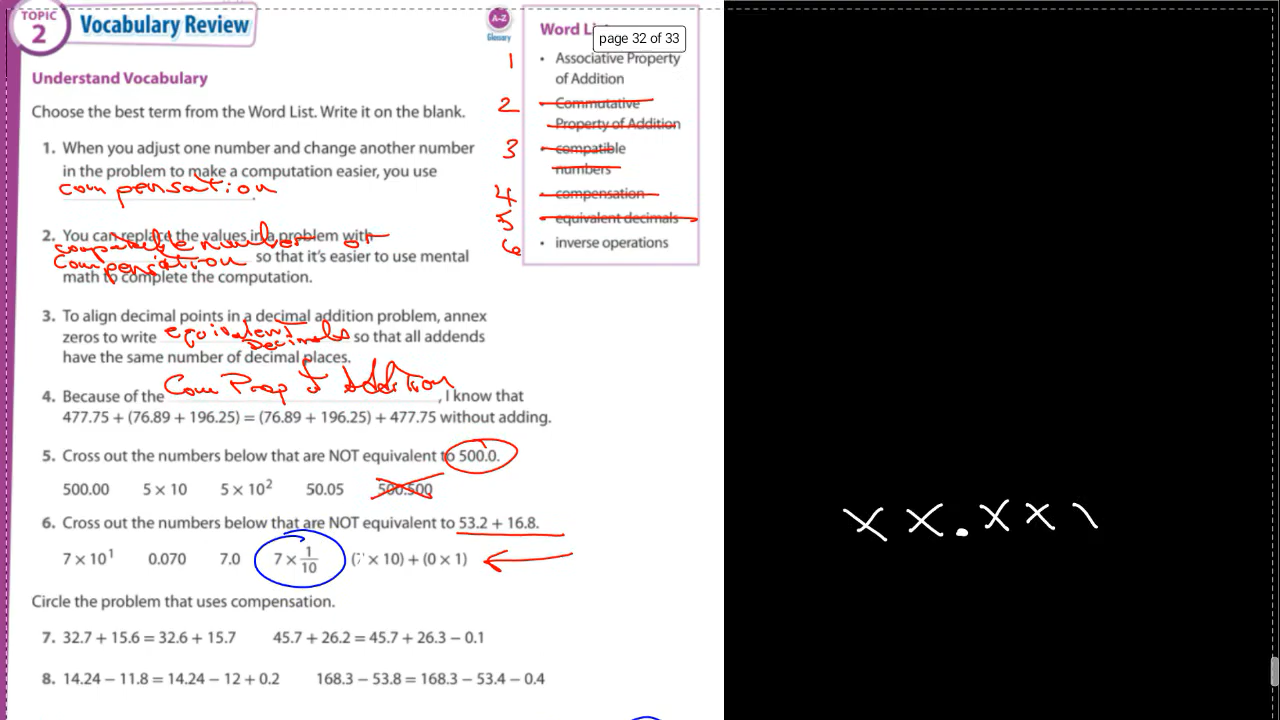 TOPIC
2
Vocabulary Review
A-Z
Glossary
Understand Vocabulary
Choose the best term from the Word List. Write it on the blank.
1. When you adjust one number and change another number
in the problem to make a computation easier, you use
compensation .
2. You can replace the values in a problem with
compatible number or
compensation so that it's easier to use mental
math to complete the computation.
3. To align decimal points in a decimal addition problem, annex
zeros to write equivalent decimals so that all addends
have the same number of decimal places.
4. Because of the Com Prop of Addition , I know that
477.75 + (76.89 + 196.25) = (76.89 + 196.25) + 477.75 without adding.
5. Cross out the numbers below that are NOT equivalent to 500.0.
500.00 5 × 10 5 × 10² 50.05 500.500
6. Cross out the numbers below that are NOT equivalent to 53.2 + 16.8.
7 × 10¹ 0.070 7.0 7 × 1/10 (7 × 10) + (0 × 1)
Circle the problem that uses compensation.
7. 32.7 + 15.6 = 32.6 + 15.7 45.7 + 26.2 = 45.7 + 26.3 − 0.1
8. 14.24 − 11.8 = 14.24 − 12 + 0.2 168.3 − 53.8 = 168.3 − 53.4 − 0.4
Word
page 32 of 33
1 • Associative Property
of Addition
2 • Commutative
Property of Addition
3 • compatible
numbers
4 • compensation
5 • equivalent decimals
6 • inverse operations
x x . x x